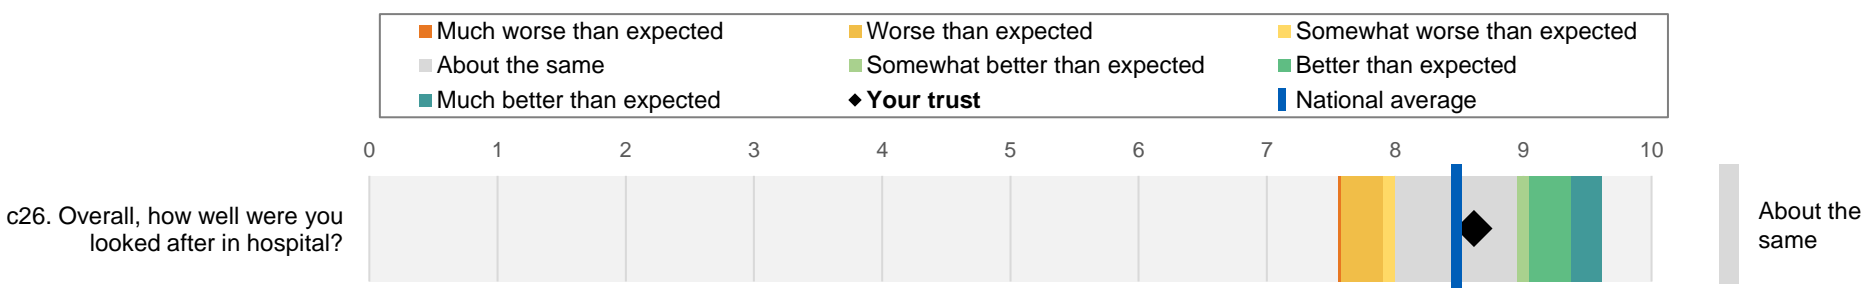 Much worse than expected Worse than expected Somewhat worse than expected
About the same Somewhat better than expected Better than expected
Much better than expected Your trust National average
0 1 2 3 4 5 6 7 8 9 10
c26. Overall, how well were you
looked after in hospital?
About the
same